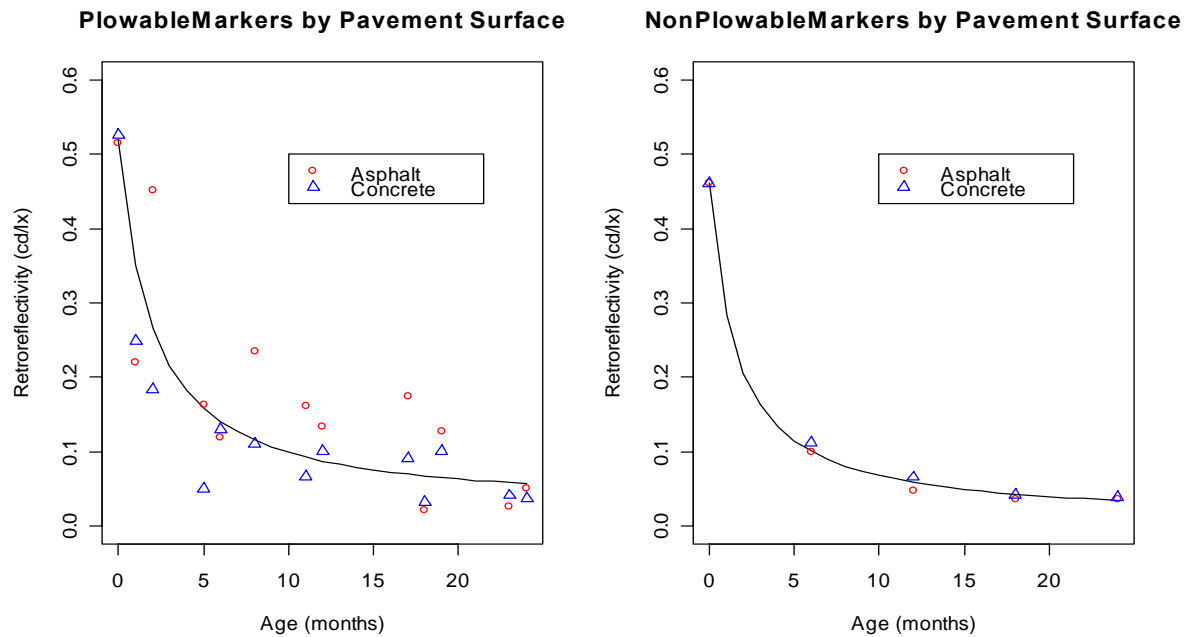 PlowableMarkers by Pavement Surface
Retroreflectivity (cd/lx)
0.6
0.5
0.4
0.3
0.2
0.1
0.0
Asphalt
Concrete
0 5 10 15 20
Age (months)
NonPlowableMarkers by Pavement Surface
Retroreflectivity (cd/lx)
0.6
0.5
0.4
0.3
0.2
0.1
0.0
Asphalt
Concrete
0 5 10 15 20
Age (months)